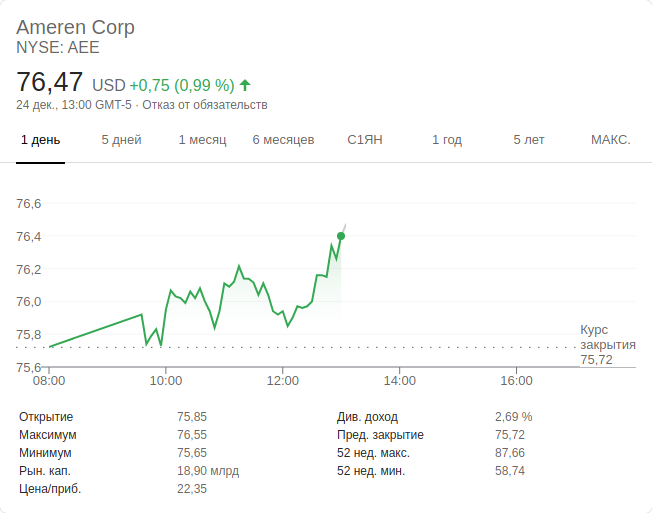 Ameren Corp
NYSE: AEE
76,47 USD +0,75 (0,99 %)
24 дек., 13:00 GMT-5 · Отказ от обязательств
1 день 5 дней 1 месяц 6 месяцев С1ЯН 1 год 5 лет МАКС.
76,6
76,4
76,2
76,0
75,8
75,6
Курс
закрытия
75,72
08:00 10:00 12:00 14:00 16:00
Открытие 75,85 Див. доход 2,69 %
Максимум 76,55 Пред. закрытие 75,72
Минимум 75,65 52 нед. макс. 87,66
Рын. кап. 18,90 млрд 52 нед. мин. 58,74
Цена/приб. 22,35